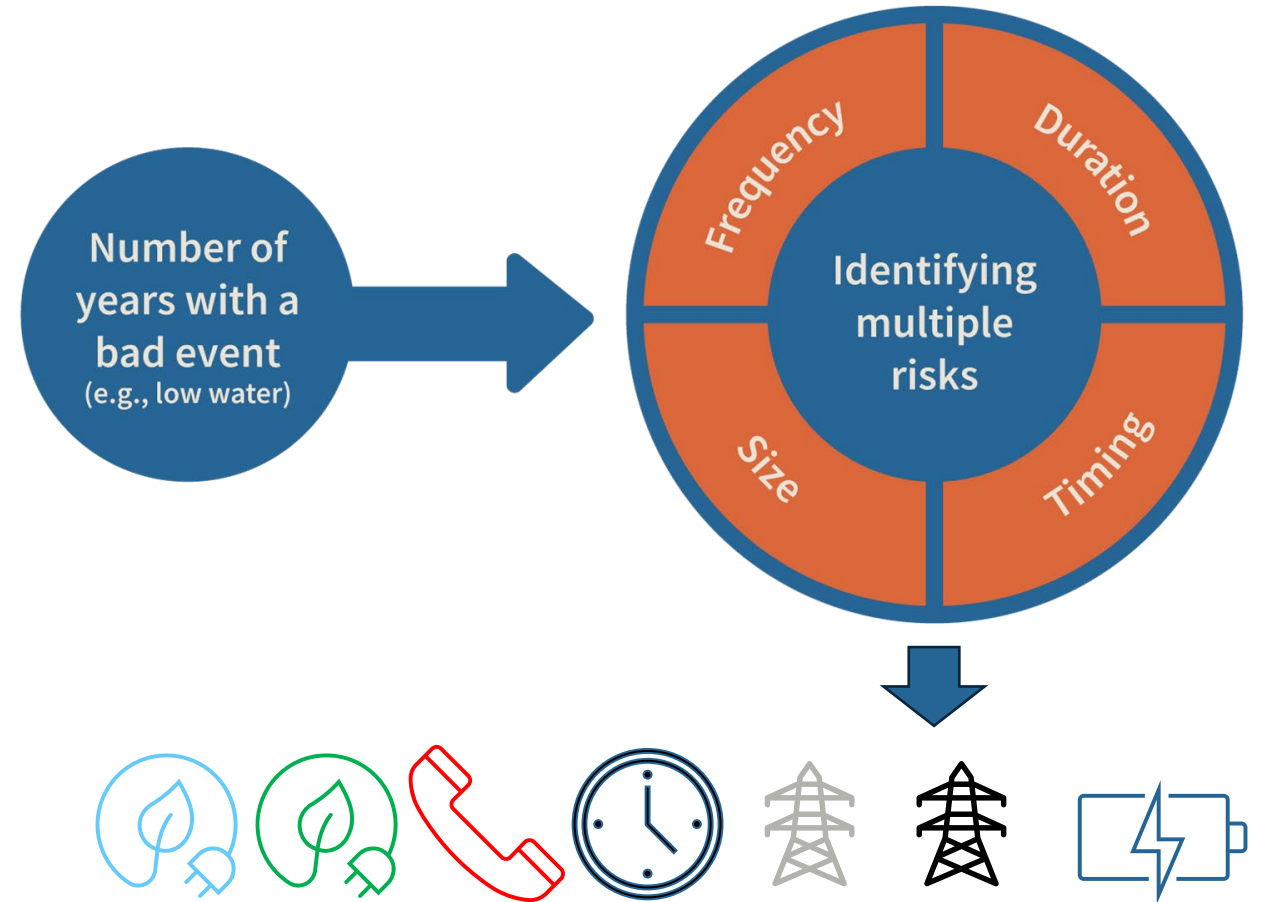 Number of
years with a
bad event
(e.g., low water)
Frequency
Duration
Identifying
multiple
risks
Size
Timing